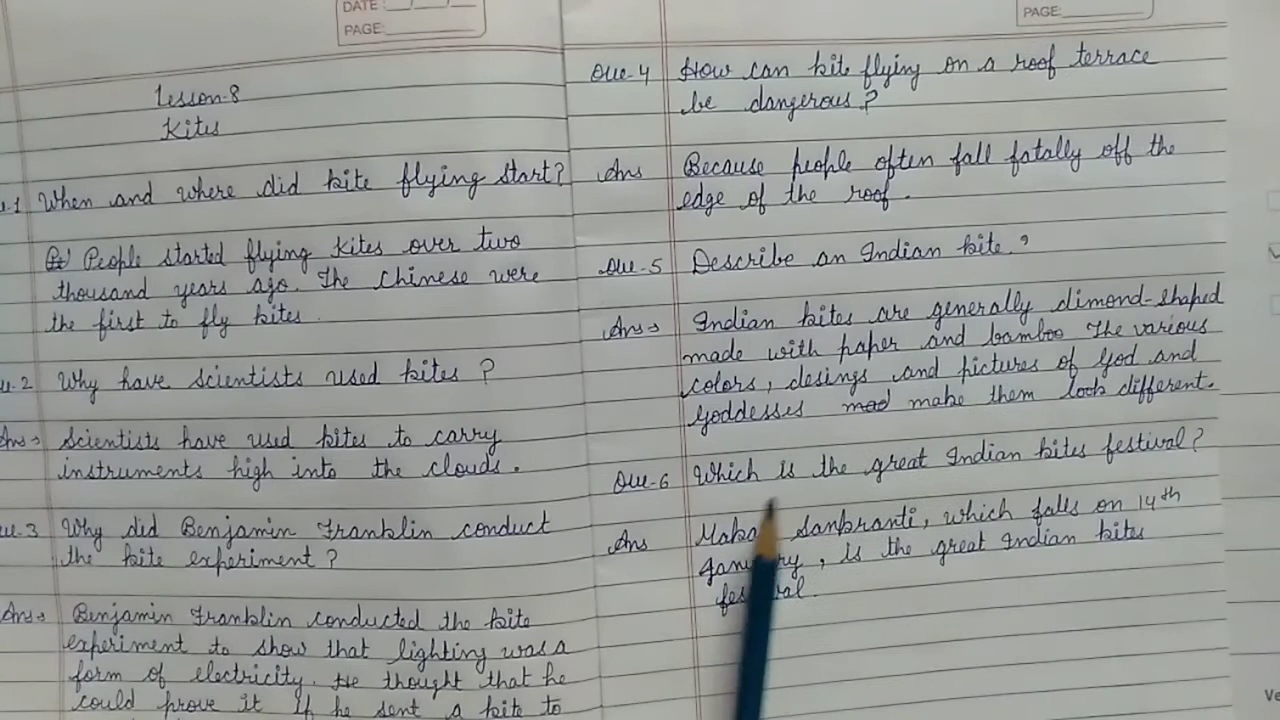 DATE:
PAGE:
Lesson-8
Kites
When and where did kite flying start?
People started flying kites over two
thousand years ago. The Chinese were
the first to fly kites.
Why have scientists used kites ?
Ans→ Scientists have used kites to carry
instruments high into the clouds.
Why did Benjamin Franklin conduct
the kite experiment ?
Ans→ Benjamin Franklin conducted the kite
experiment to show that lighting was a
form of electricity. He thought that he
could prove it if he sent a kite to
PAGE:
Que-4 How can kite flying on a roof terrace
be dangerous?
Ans Because people often fall fatally off the
edge of the roof.
Que-5 Describe an Indian kite.?
Ans→ Indian kites are generally dimond-shaped
made with paper and bamboo The various
colors, desings and pictures of God and
Goddesses make them look different.
Que-6 Which is the great Indian kites festival?
Ans Sankranti, which falls on 14th
, is the great Indian kites